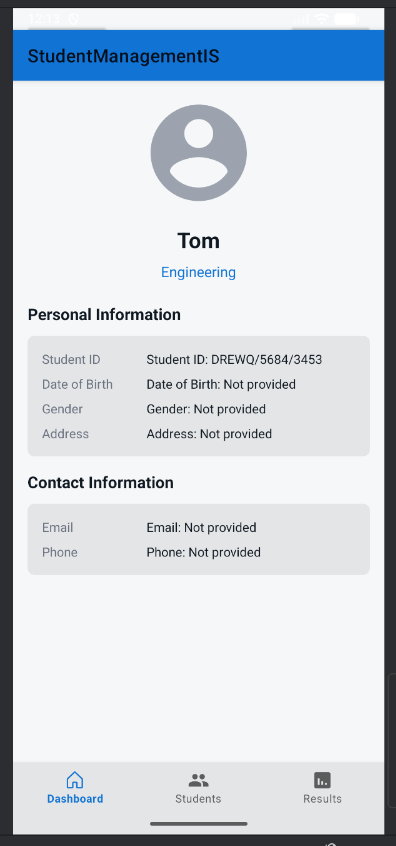 StudentManagementIS
Tom
Engineering
Personal Information
Student ID Student ID: DREWQ/5684/3453
Date of Birth Date of Birth: Not provided
Gender Gender: Not provided
Address Address: Not provided
Contact Information
Email Email: Not provided
Phone Phone: Not provided
Dashboard Students Results